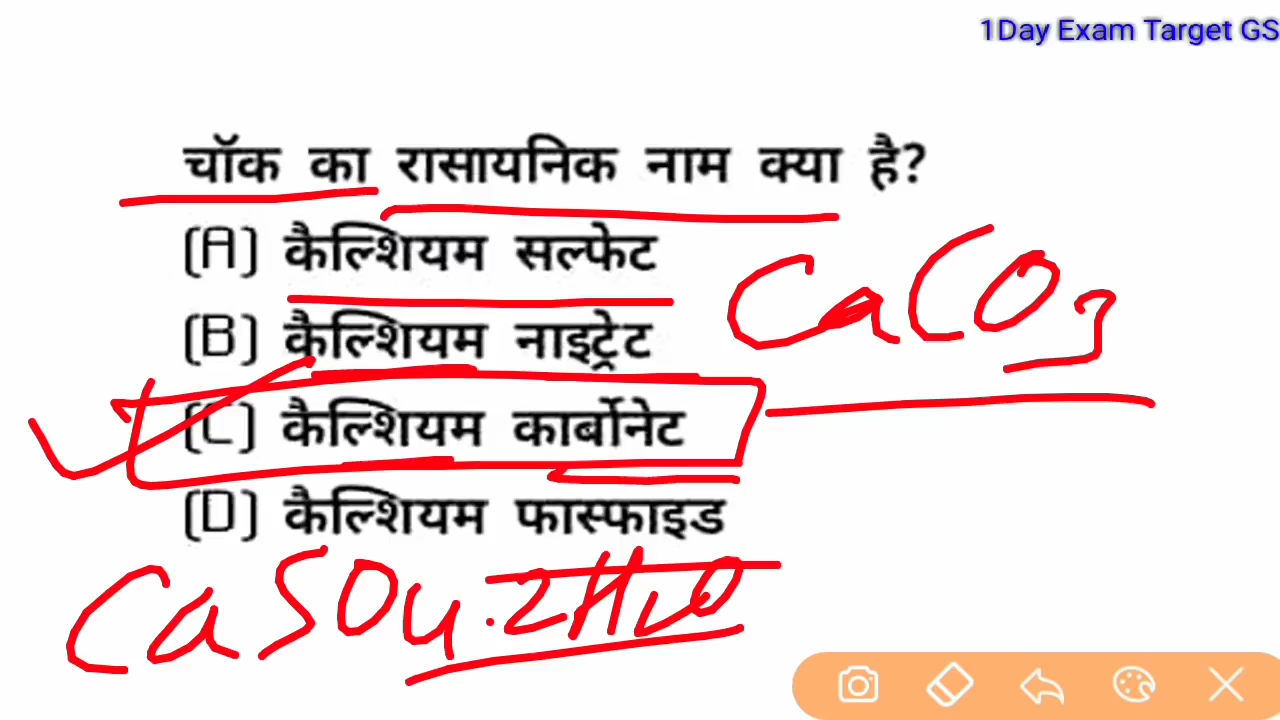 1Day Exam Target GS
चॉक का रासायनिक नाम क्या है?
(A) कैल्शियम सल्फेट
(B) कैल्शियम नाइट्रेट
CaCO3
(C) कैल्शियम कार्बोनेट
(D) कैल्शियम फास्फाइड
CaSO4.2H2O